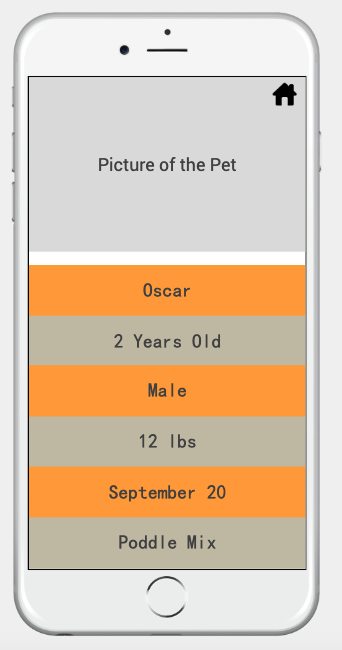 Picture of the Pet
Oscar
2 Years Old
Male
12 lbs
September 20
Poddle Mix